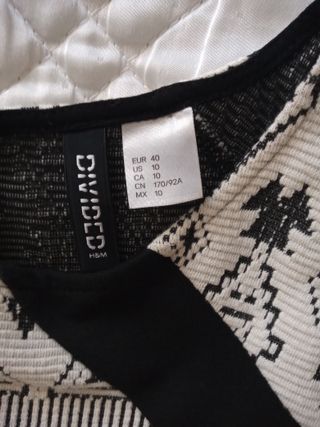 DIVIDED
H&M
EUR 40
US 10
CA 10
CN 170/92A
MX 10